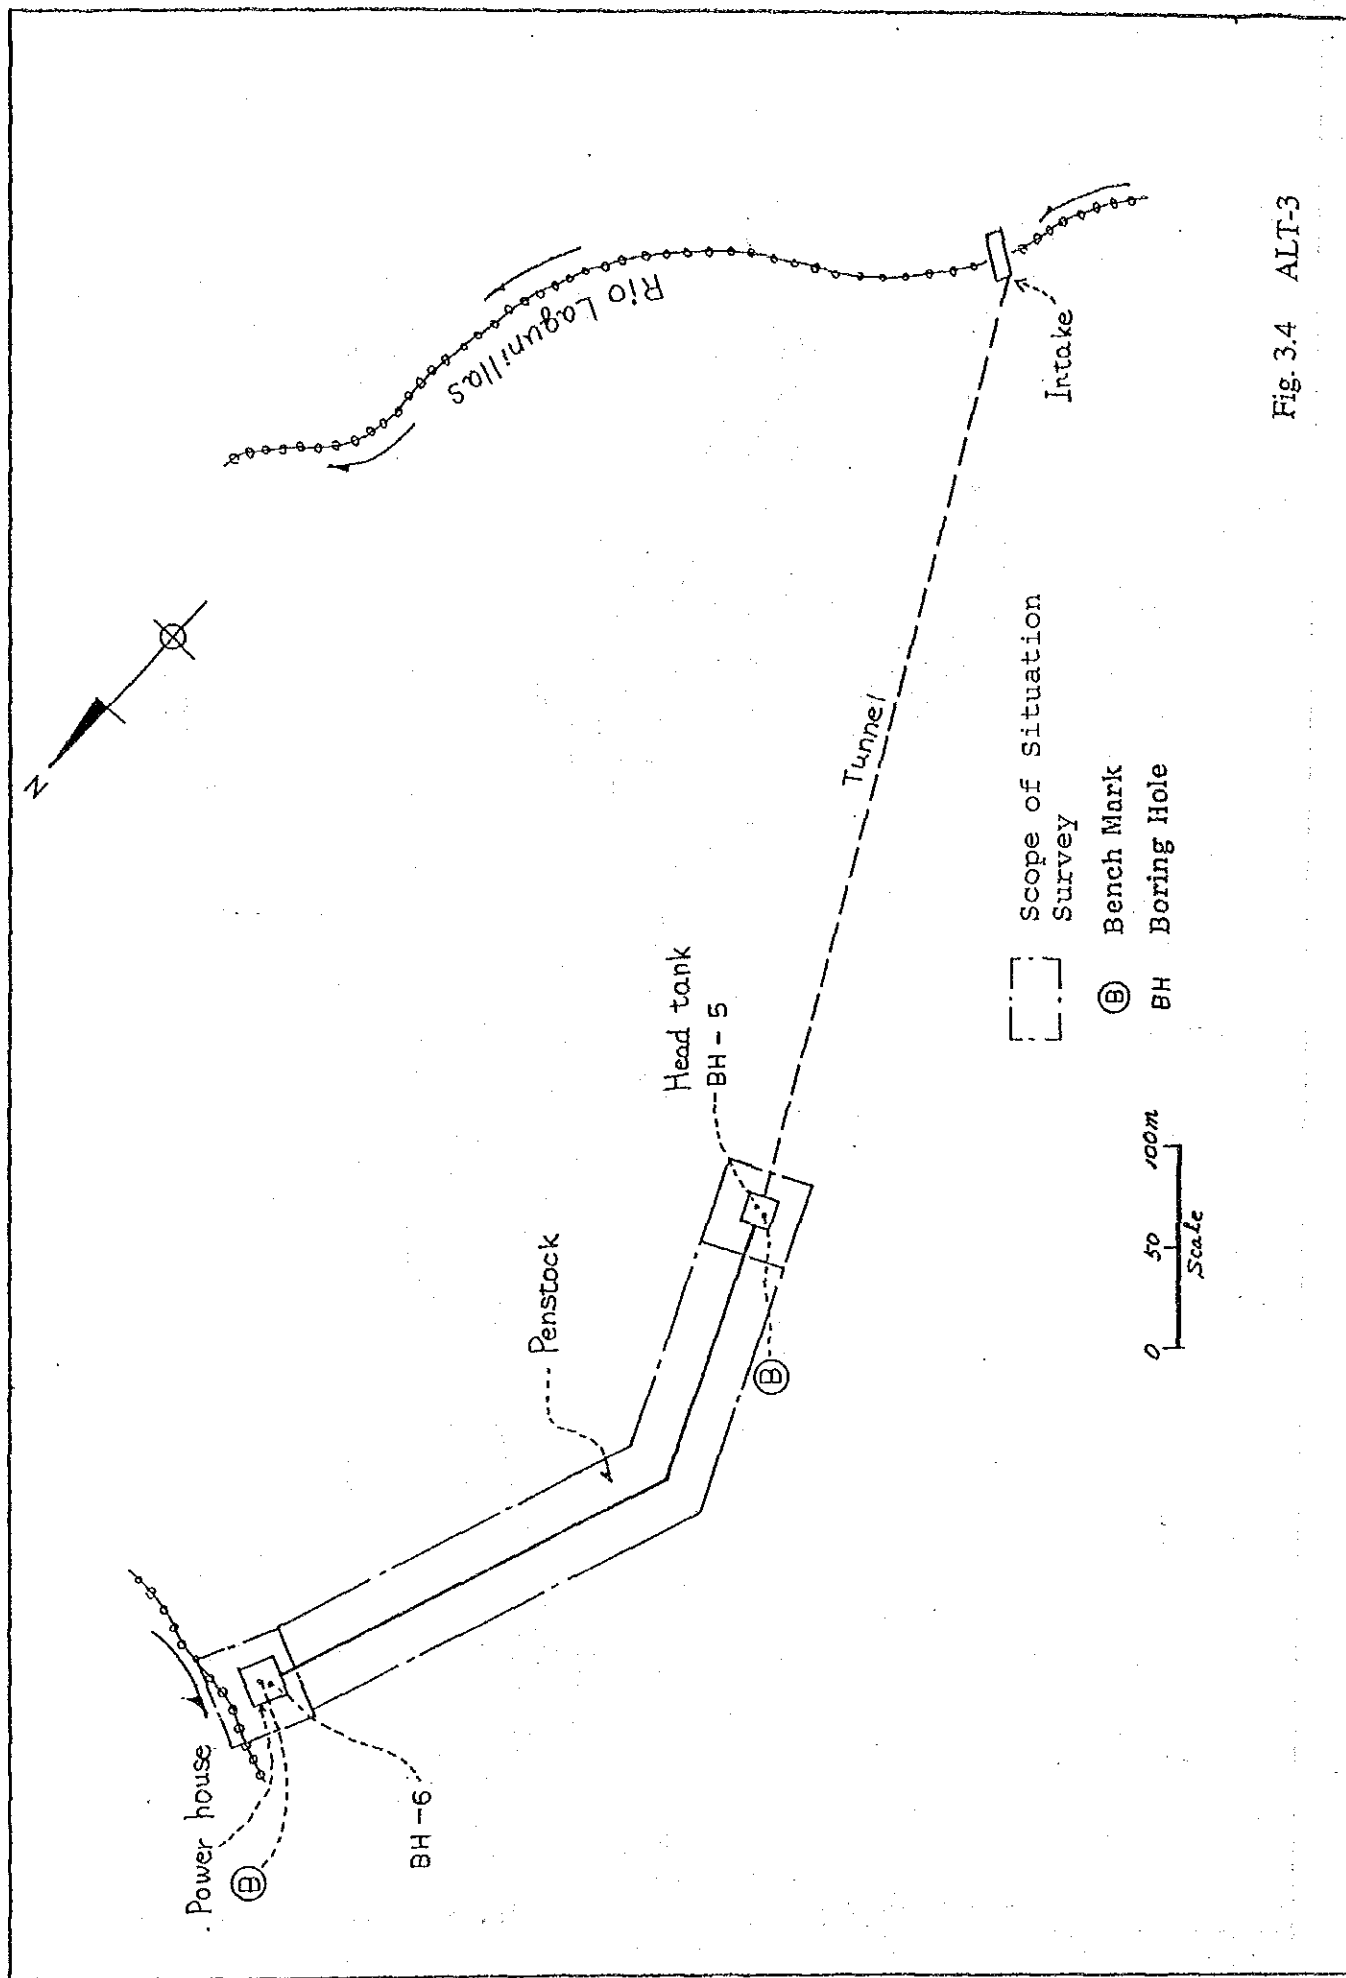 N
Rio Lagunillas
Intake
Tunnel
Head tank
BH-5
Penstock
B
Power house
B
BH-6
Scope of Situation
Survey
B Bench Mark
BH Boring Hole
0 50 100m
Scale
Fig. 3.4 ALT-3